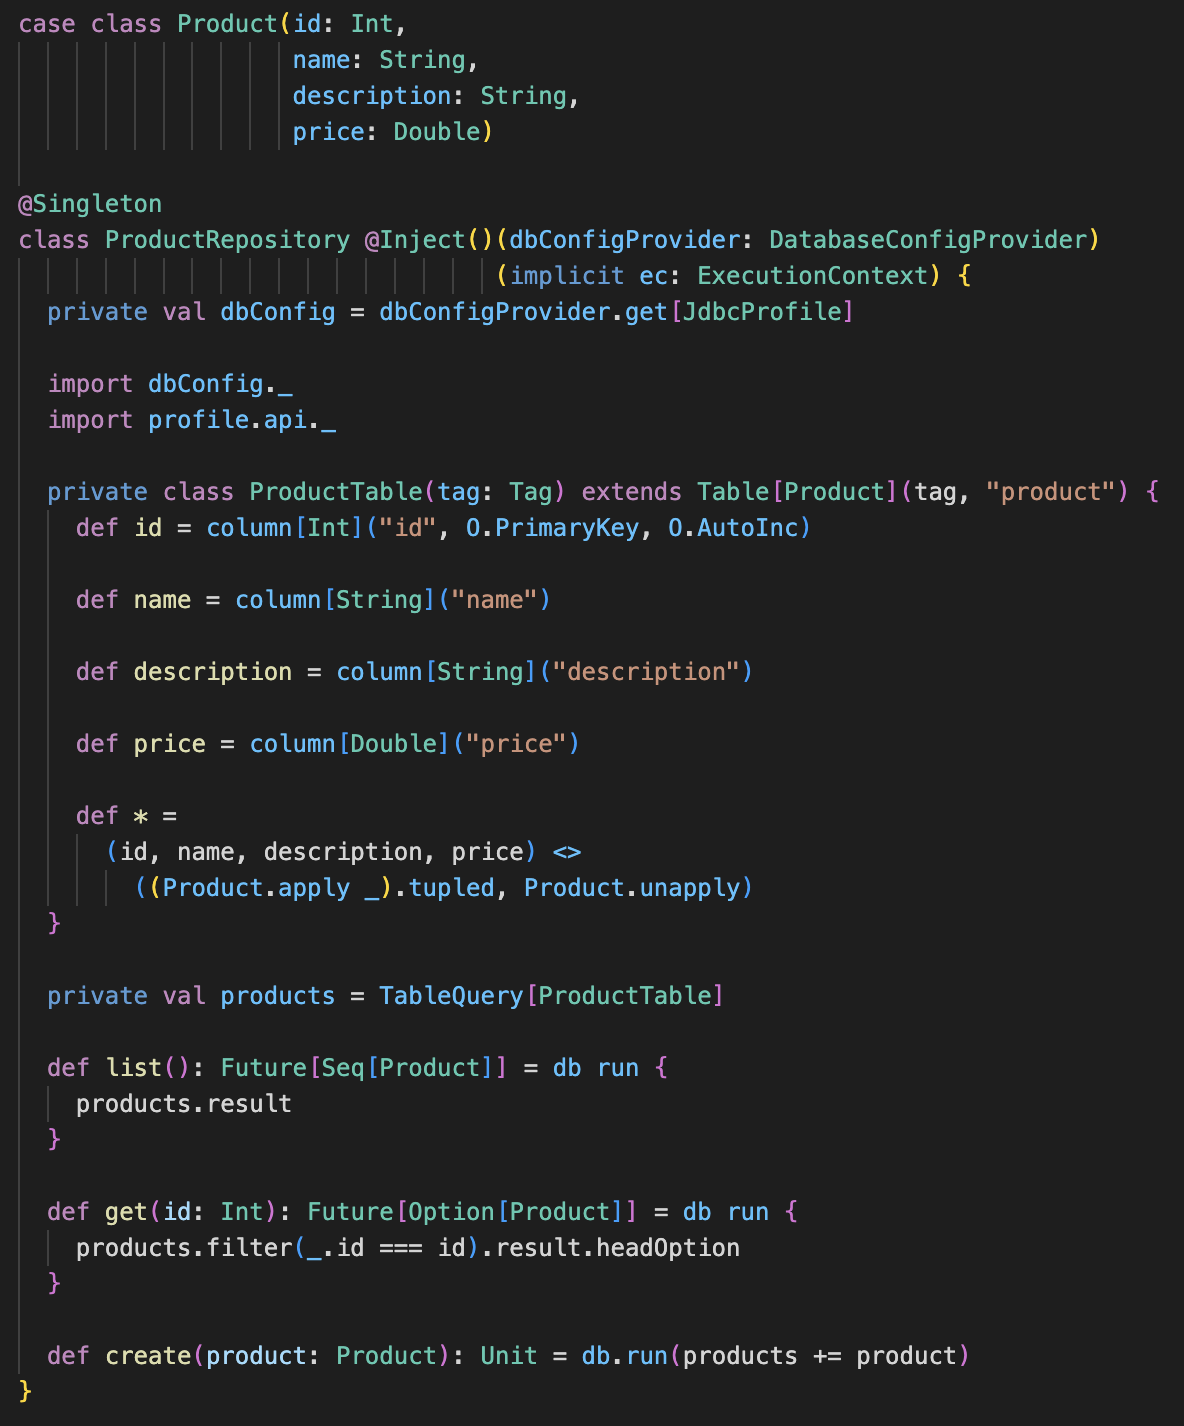 case class Product(id: Int,
                   name: String,
                   description: String,
                   price: Double)

@Singleton
class ProductRepository @Inject()(dbConfigProvider: DatabaseConfigProvider)
                                 (implicit ec: ExecutionContext) {
  private val dbConfig = dbConfigProvider.get[JdbcProfile]

  import dbConfig._
  import profile.api._

  private class ProductTable(tag: Tag) extends Table[Product](tag, "product") {
    def id = column[Int]("id", O.PrimaryKey, O.AutoInc)

    def name = column[String]("name")

    def description = column[String]("description")

    def price = column[Double]("price")

    def * =
      (id, name, description, price) <>
        ((Product.apply _).tupled, Product.unapply)
  }

  private val products = TableQuery[ProductTable]

  def list(): Future[Seq[Product]] = db run {
    products.result
  }

  def get(id: Int): Future[Option[Product]] = db run {
    products.filter(_.id === id).result.headOption
  }

  def create(product: Product): Unit = db.run(products += product)
}